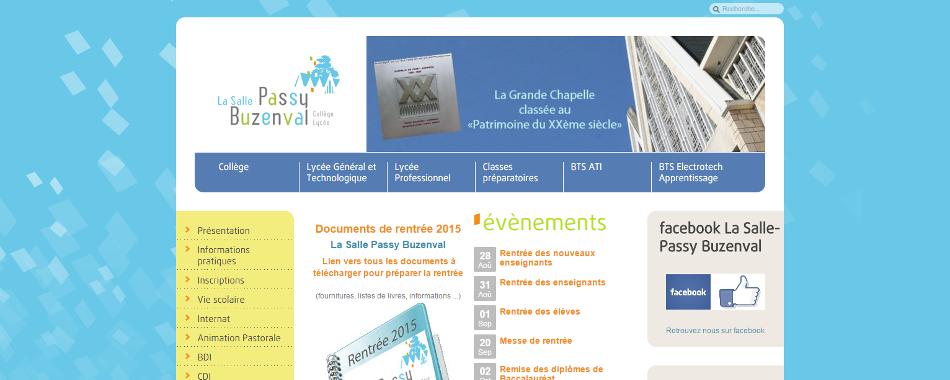 Recherche...
La Salle Passy
Buzenval Collège
Lycée
XX
La Grande Chapelle
classée au
«Patrimoine du XXème siècle»
Collège
Lycée Général et
Technologique
Lycée
Professionnel
Classes
préparatoires
BTS ATI
BTS Electrotech
Apprentissage
Présentation
Informations
pratiques
Inscriptions
Vie scolaire
Internat
Animation Pastorale
BDI
CDI
Documents de rentrée 2015
La Salle Passy Buzenval
Lien vers tous les documents à
télécharger pour préparer la rentrée
(fournitures, listes de livres, informations ...)
Rentrée 2015
Passy
évènements
28
Aoû
Rentrée des nouveaux
enseignants
31
Aoû
Rentrée des enseignants
01
Sep
Rentrée des élèves
20
Sep
Messe de rentrée
02
Remise des diplômes de
Baccalauréat
facebook La Salle-
Passy Buzenval
facebook
Retrouvez nous sur facebook